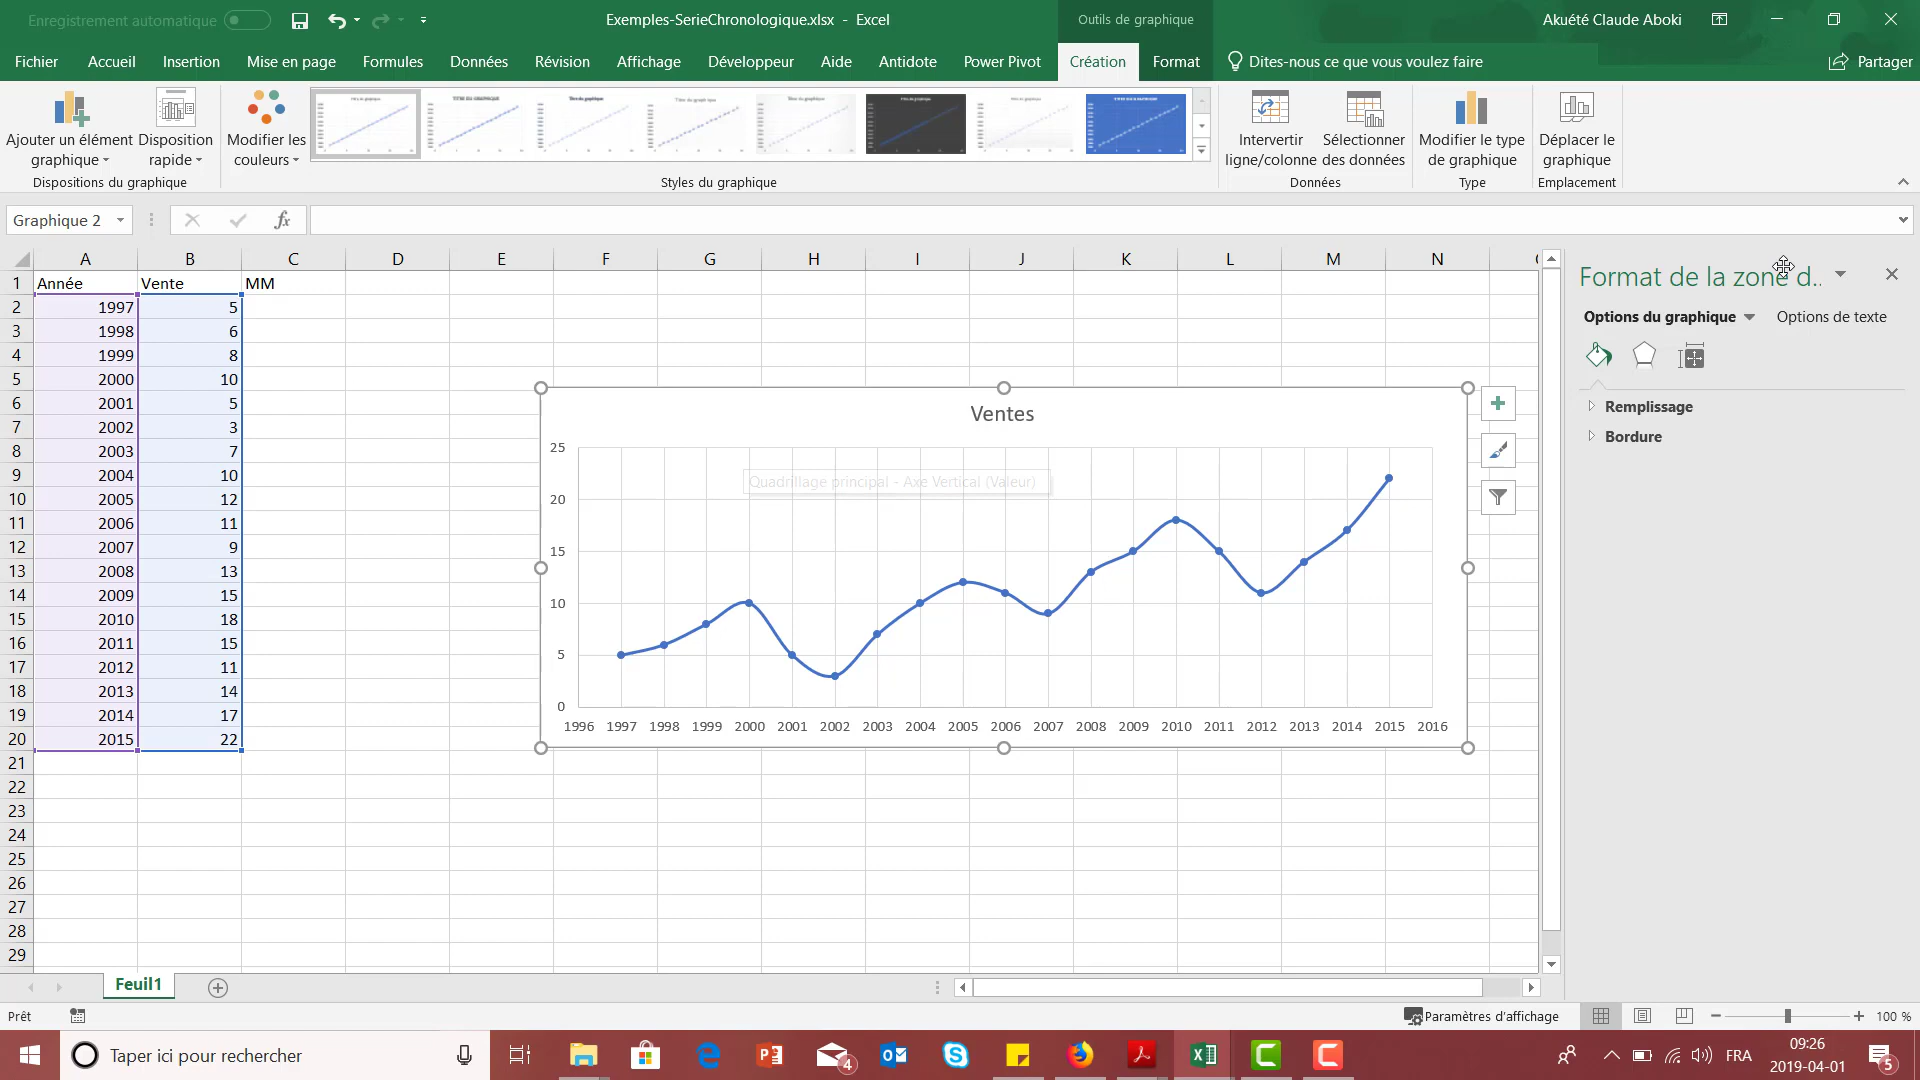 Enregistrement automatique
Exemples-SerieChronologique.xlsx - Excel
Outils de graphique
Akuété Claude Aboki
Fichier Accueil Insertion Mise en page Formules Données Révision Affichage Développeur Aide Antidote Power Pivot Création Format Dites-nous ce que vous voulez faire Partager
Ajouter un élément graphique
Disposition rapide
Dispositions du graphique
Modifier les couleurs
Styles du graphique
Intervertir ligne/colonne
Sélectionner des données
Données
Modifier le type de graphique
Type
Déplacer le graphique
Emplacement
Graphique 2
fx
A B C D E F G H I J K L M N
1 Année Vente MM
2 1997 5
3 1998 6
4 1999 8
5 2000 10
6 2001 5
7 2002 3
8 2003 7
9 2004 10
10 2005 12
11 2006 11
12 2007 9
13 2008 13
14 2009 15
15 2010 18
16 2011 15
17 2012 11
18 2013 14
19 2014 17
20 2015 22
21
22
23
24
25
26
27
28
29
Ventes
25
Quadrillage principal - Axe Vertical (Valeur)
20
15
10
5
0
1996 1997 1998 1999 2000 2001 2002 2003 2004 2005 2006 2007 2008 2009 2010 2011 2012 2013 2014 2015 2016
Format de la zone d...
Options du graphique Options de texte
Remplissage
Bordure
Feuil1
Prêt
Paramètres d'affichage
100 %
Taper ici pour rechercher
4
FRA
09:26
2019-04-01
5